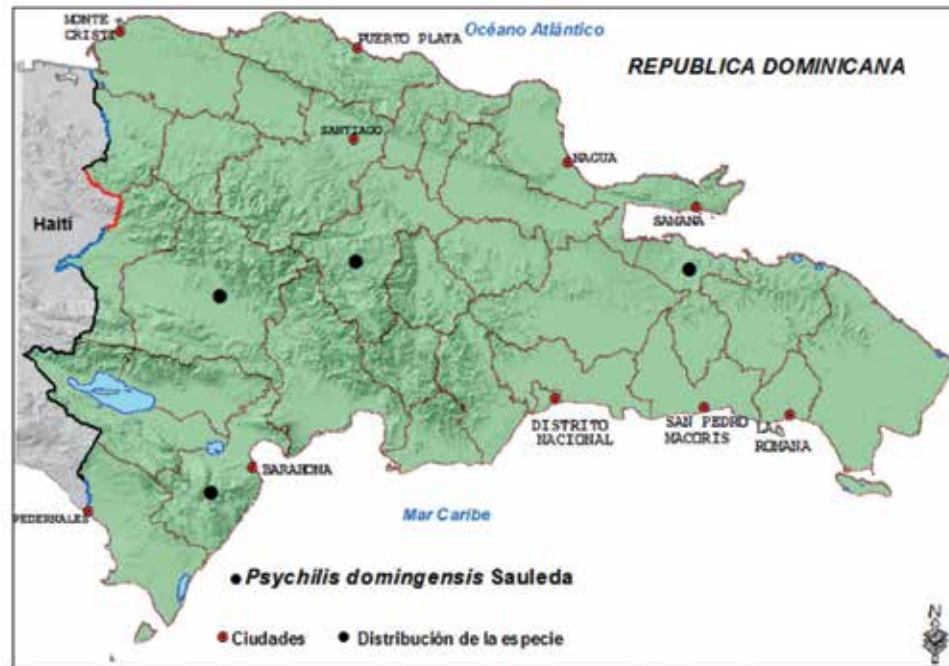 MONTE
CRISTI
PUERTO PLATA
Océano Atlántico
REPUBLICA DOMINICANA
SANTIAGO
NAGUA
SAMANA
Haití
DISTRITO
NACIONAL
SAN PEDRO
MACORIS
LA
ROMANA
BARAHONA
PEDERNALES
Mar Caribe
Psychilis domingensis Sauleda
Ciudades
Distribución de la especie
N